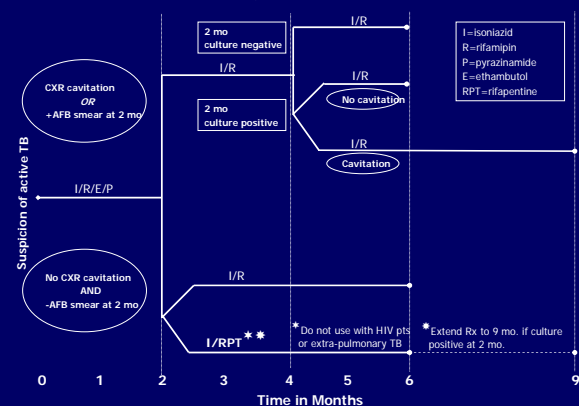 I/R
2 mo
culture negative
I=isoniazid
R=rifamipin
P=pyrazinamide
E=ethambutol
RPT=rifapentine
CXR cavitation
OR
+AFB smear at 2 mo
I/R
I/R
2 mo
culture positive
No cavitation
I/R
Cavitation
Suspicion of active TB
I/R/E/P
No CXR cavitation
AND
-AFB smear at 2 mo
I/R
I/RPT * *
*Do not use with HIV pts
or extra-pulmonary TB
* Extend Rx to 9 mo. if culture
positive at 2 mo.
0 1 2 3 4 5 6 9
Time in Months